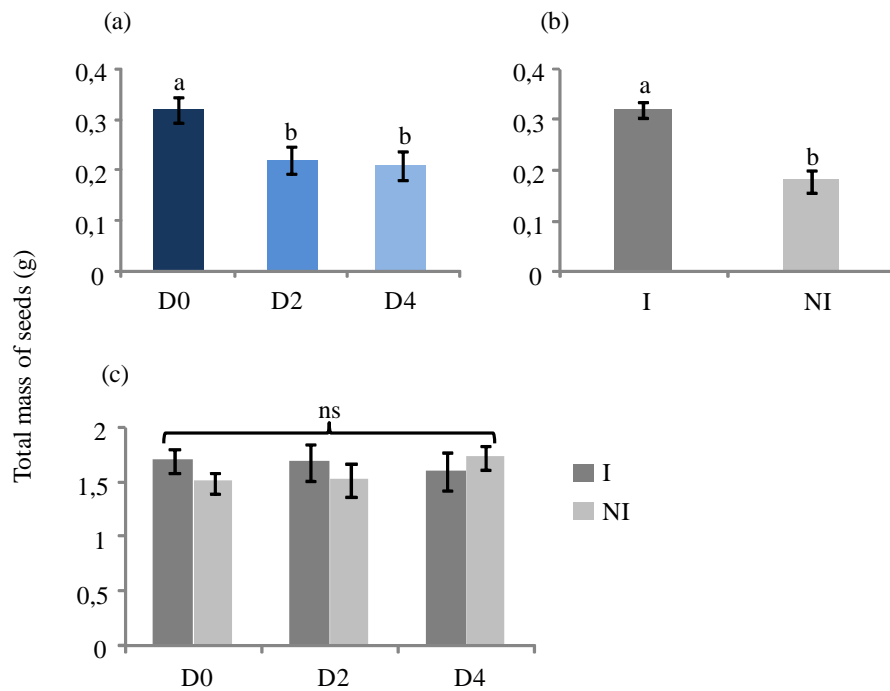 (a)
0,4
0,3
0,2
0,1
0
a
b
b
D0 D2 D4
(b)
0,4
0,3
0,2
0,1
0
a
b
I NI
Total mass of seeds (g)
(c)
2
1,5
1
0,5
0
ns
D0 D2 D4
I
NI